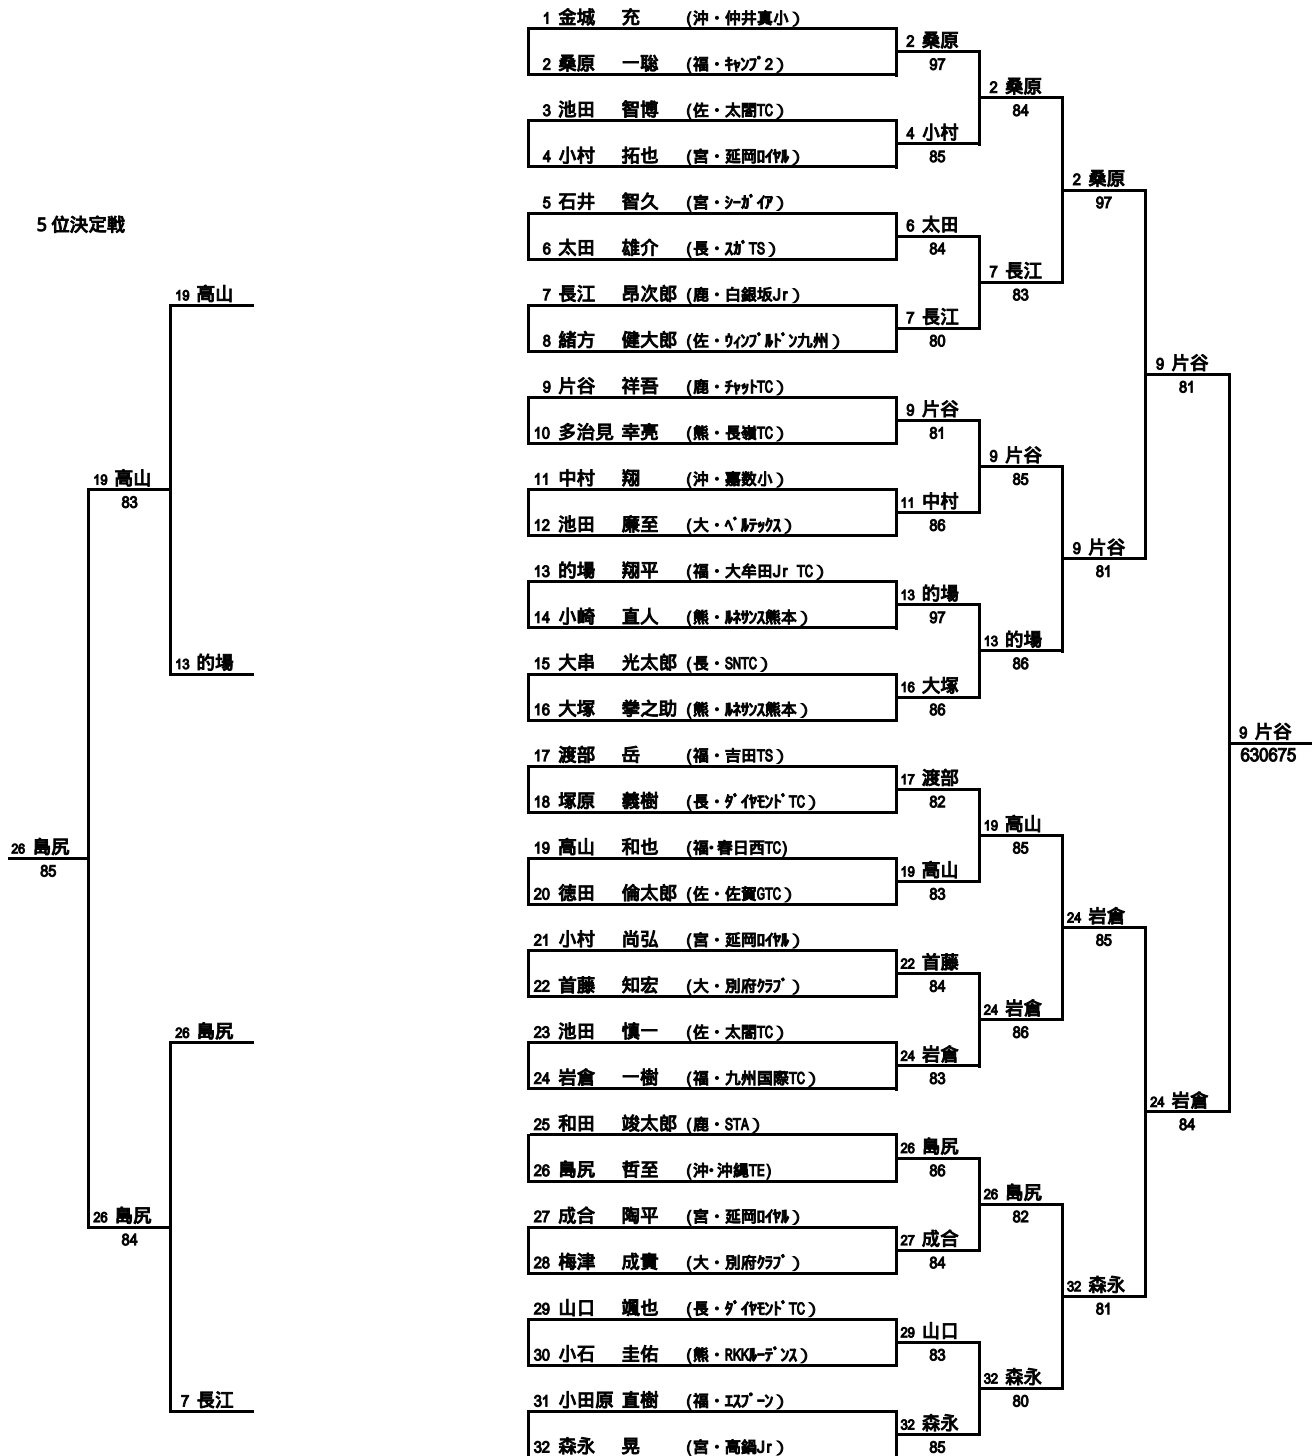 5 位決定戦
19 高山
19 高山
83
13 的場
26 島尻
85
26 島尻
26 島尻
84
7 長江
1 金城 充 (沖・仲井真小)
2 桑原 一聡 (福・ｷｬﾝﾌﾟ2)
3 池田 智博 (佐・太閤TC)
4 小村 拓也 (宮・延岡ﾛｲﾔﾙ)
5 石井 智久 (宮・ｼｰｶﾞｲｱ)
6 太田 雄介 (長・ｽｶﾞTS)
7 長江 昂次郎 (鹿・白銀坂Jr)
8 緒方 健大郎 (佐・ｳｨﾝﾌﾞﾙﾄﾞﾝ九州)
9 片谷 祥吾 (鹿・ﾁｬｯﾄTC)
10 多治見 幸亮 (熊・長嶺TC)
11 中村 翔 (沖・嘉数小)
12 池田 廉至 (大・ﾍﾞﾙﾃｯｸｽ)
13 的場 翔平 (福・大牟田Jr TC)
14 小崎 直人 (熊・ﾙﾈｻﾝｽ熊本)
15 大串 光太郎 (長・SNTC)
16 大塚 拳之助 (熊・ﾙﾈｻﾝｽ熊本)
17 渡部 岳 (福・吉田TS)
18 塚原 義樹 (長・ﾀﾞｲﾔﾓﾝﾄﾞTC)
19 高山 和也 (福・春日西TC)
20 徳田 倫太郎 (佐・佐賀GTC)
21 小村 尚弘 (宮・延岡ﾛｲﾔﾙ)
22 首藤 知宏 (大・別府ｸﾗﾌﾞ)
23 池田 慎一 (佐・太閤TC)
24 岩倉 一樹 (福・九州国際TC)
25 和田 竣太郎 (鹿・STA)
26 島尻 哲至 (沖・沖縄TE)
27 成合 陶平 (宮・延岡ﾛｲﾔﾙ)
28 梅津 成貴 (大・別府ｸﾗﾌﾞ)
29 山口 颯也 (長・ﾀﾞｲﾔﾓﾝﾄﾞTC)
30 小石 圭佑 (熊・RKKﾙｰﾃﾞﾝｽ)
31 小田原 直樹 (福・ｴｽﾌﾟｰﾝ)
32 森永 晃 (宮・高鍋Jr)
2 桑原
97
4 小村
85
6 太田
84
7 長江
80
9 片谷
81
11 中村
86
13 的場
97
16 大塚
86
17 渡部
82
19 高山
83
22 首藤
84
24 岩倉
83
26 島尻
86
27 成合
84
29 山口
83
32 森永
85
2 桑原
84
7 長江
83
9 片谷
85
13 的場
86
19 高山
85
24 岩倉
86
26 島尻
82
32 森永
80
2 桑原
97
9 片谷
81
24 岩倉
85
32 森永
81
9 片谷
81
24 岩倉
84
9 片谷
630675